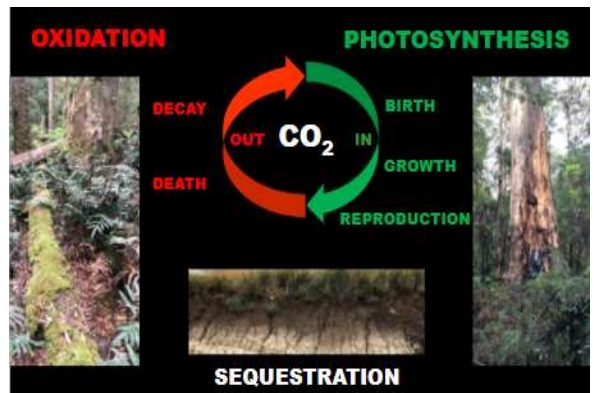 OXIDATION
PHOTOSYNTHESIS
DECAY
BIRTH
OUT CO₂ IN
GROWTH
DEATH
REPRODUCTION
SEQUESTRATION